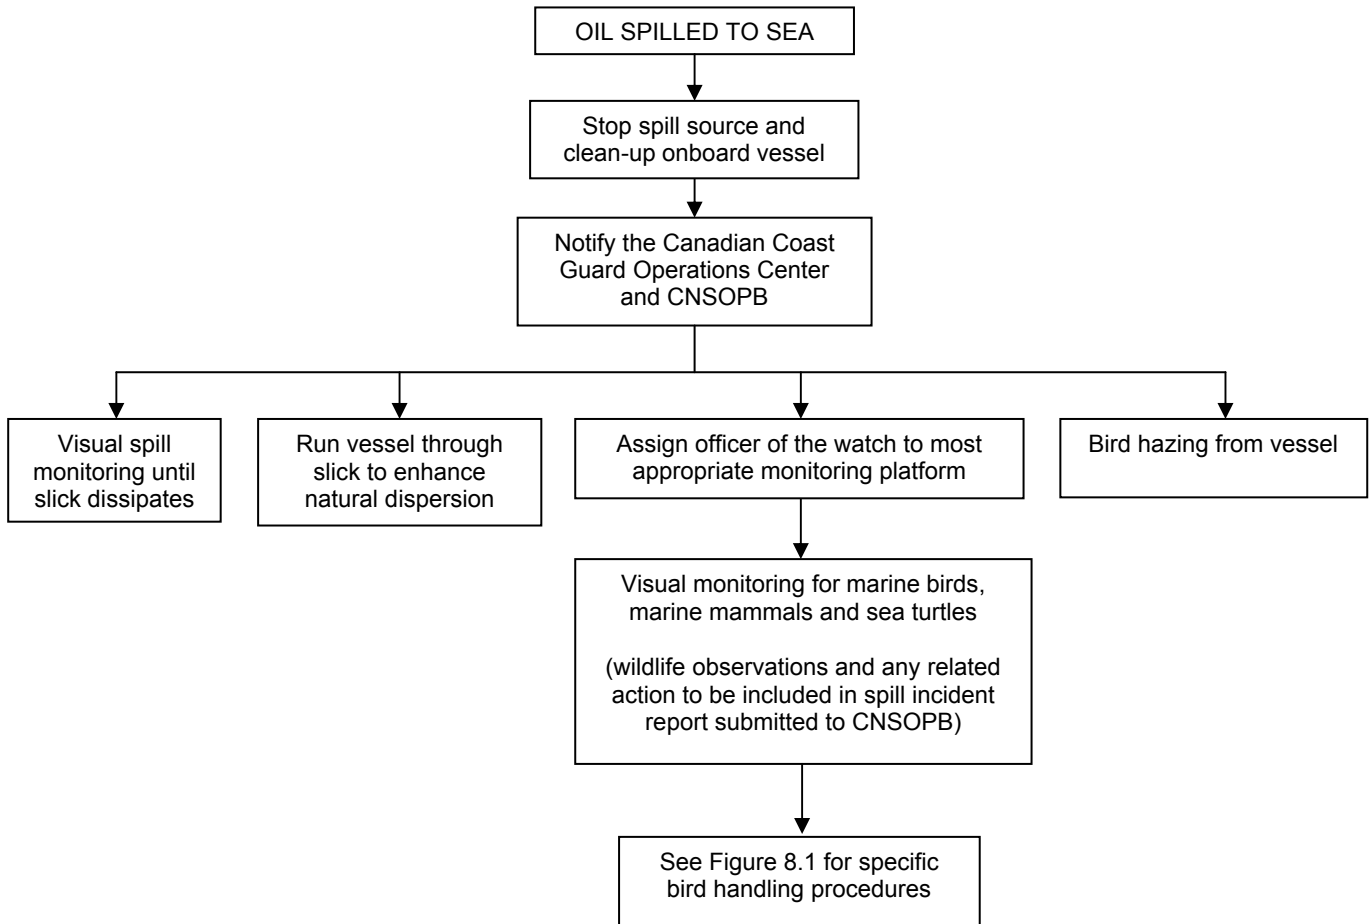 OIL SPILLED TO SEA
Stop spill source and
clean-up onboard vessel
Notify the Canadian Coast
Guard Operations Center
and CNSOPB
Visual spill
monitoring until
slick dissipates
Run vessel through
slick to enhance
natural dispersion
Assign officer of the watch to most
appropriate monitoring platform
Bird hazing from vessel
Visual monitoring for marine birds,
marine mammals and sea turtles
(wildlife observations and any related
action to be included in spill incident
report submitted to CNSOPB)
See Figure 8.1 for specific
bird handling procedures